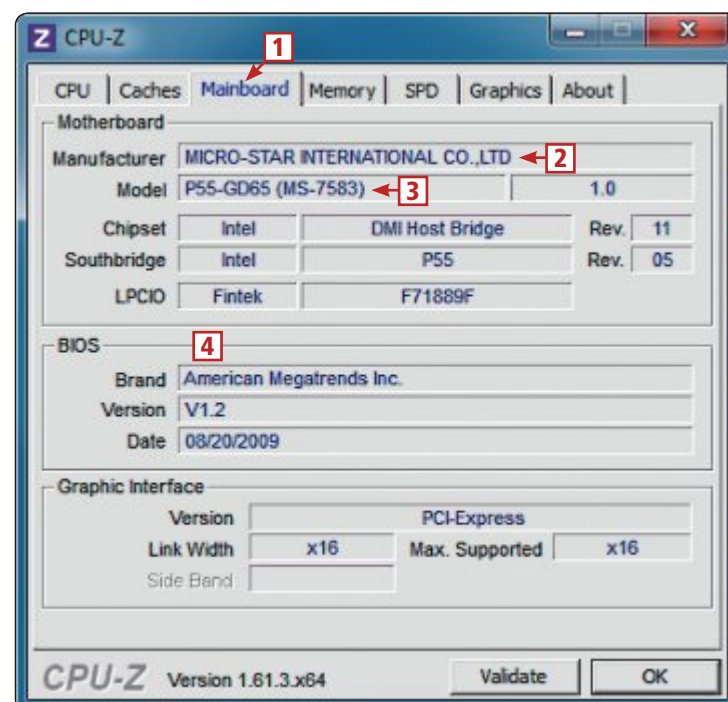 Z CPU-Z
1
CPU Caches Mainboard Memory SPD Graphics About
Motherboard
Manufacturer MICRO-STAR INTERNATIONAL CO.,LTD 2
Model P55-GD65 (MS-7583) 3 1.0
Chipset Intel DMI Host Bridge Rev. 11
Southbridge Intel P55 Rev. 05
LPCIO Fintek F71889F
BIOS 4
Brand American Megatrends Inc.
Version V1.2
Date 08/20/2009
Graphic Interface
Version PCI-Express
Link Width x16 Max. Supported x16
Side Band
CPU-Z Version 1.61.3.x64 Validate OK